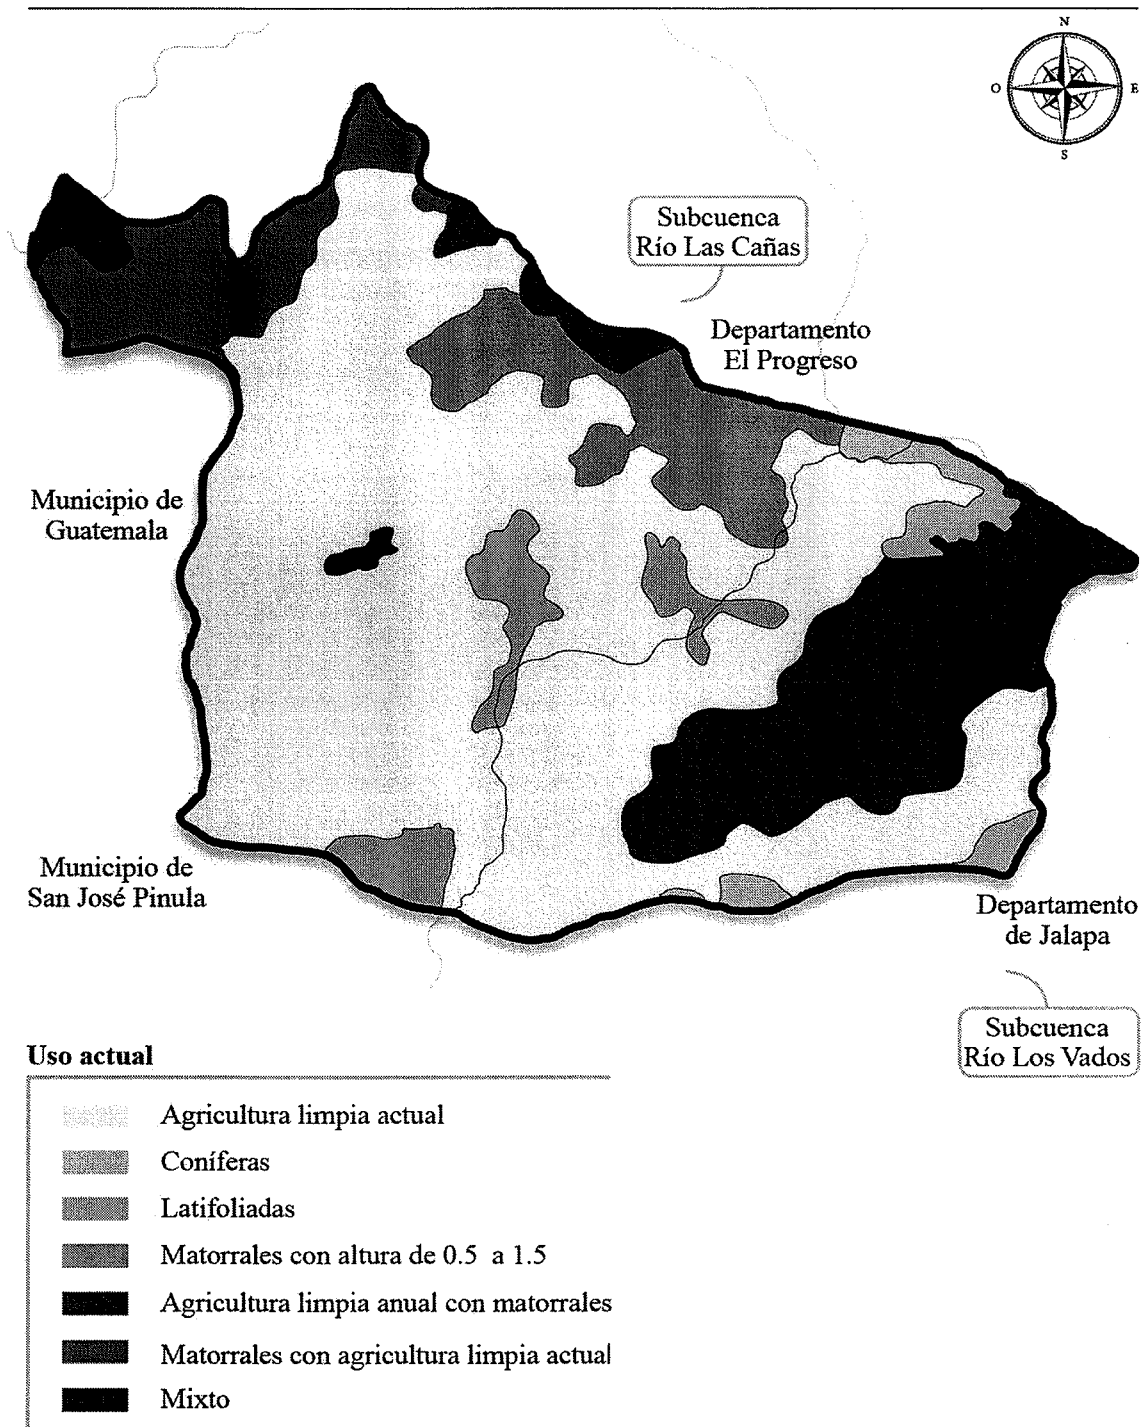 N
O
E
S
Subcuenca
Río Las Cañas
Departamento
El Progreso
Municipio de
Guatemala
Municipio de
San José Pinula
Departamento
de Jalapa
Subcuenca
Río Los Vados
Uso actual
Agricultura limpia actual
Coníferas
Latifoliadas
Matorrales con altura de 0.5 a 1.5
Agricultura limpia anual con matorrales
Matorrales con agricultura limpia actual
Mixto